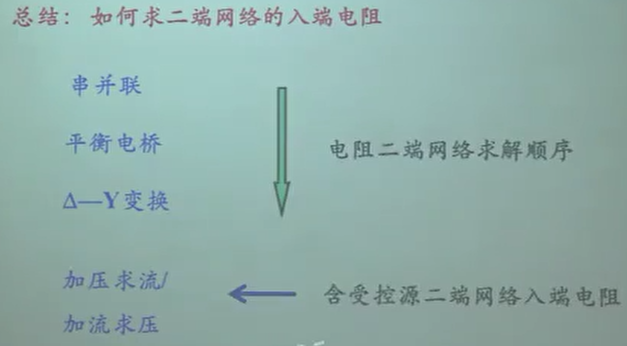 总结：如何求二端网络的入端电阻
串并联
平衡电桥
电阻二端网络求解顺序
Δ—Y变换
加压求流/
加流求压
含受控源二端网络入端电阻